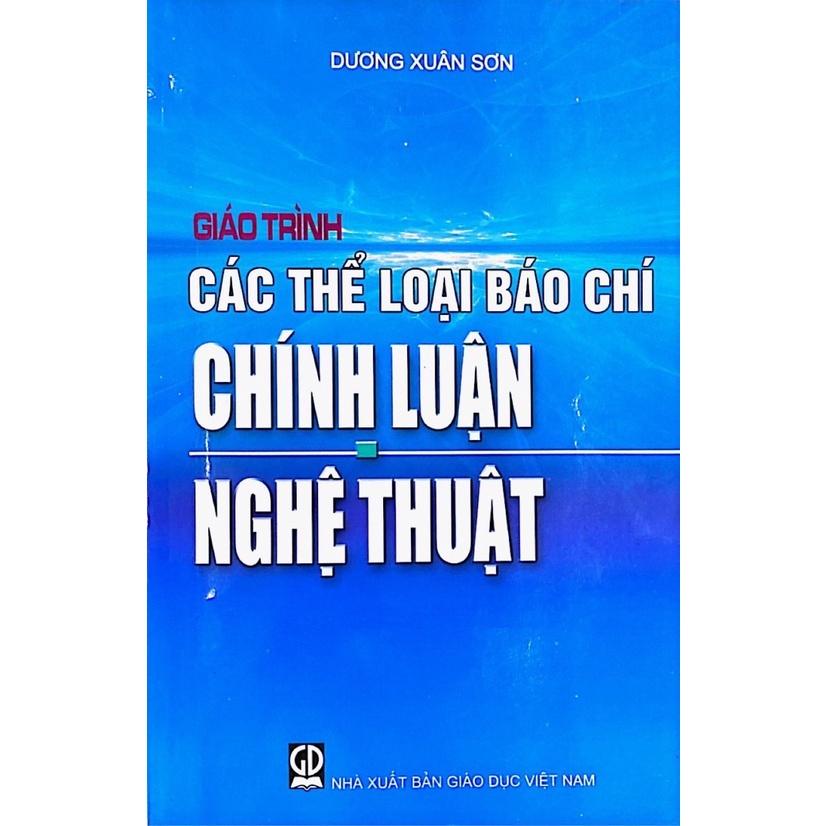 DƯƠNG XUÂN SƠN
GIÁO TRÌNH
CÁC THỂ LOẠI BÁO CHÍ
CHÍNH LUẬN
NGHỆ THUẬT
GD
NHÀ XUẤT BẢN GIÁO DỤC VIỆT NAM